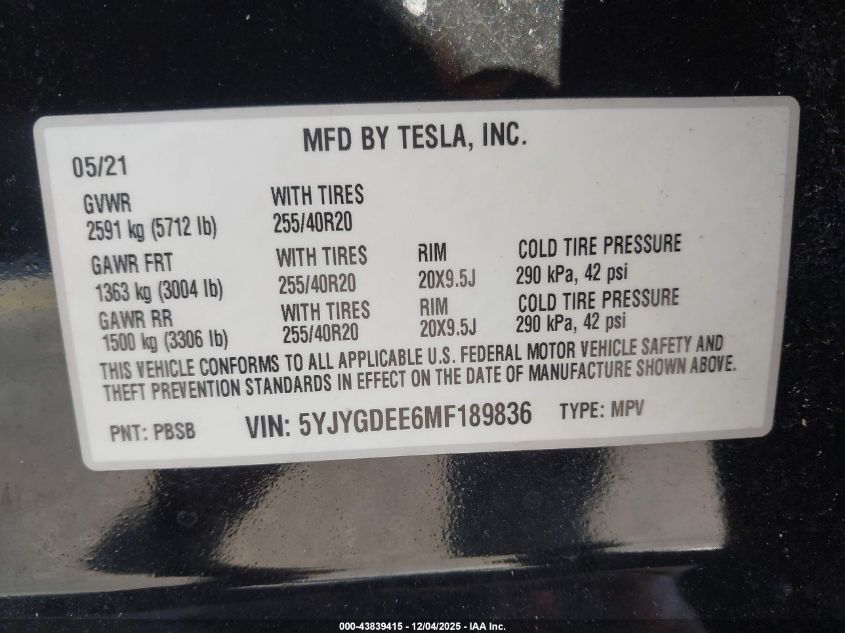 MFD BY TESLA, INC.
05/21
GVWR WITH TIRES
2591 kg (5712 lb) 255/40R20
GAWR FRT WITH TIRES RIM COLD TIRE PRESSURE
1363 kg (3004 lb) 255/40R20 20X9.5J 290 kPa, 42 psi
GAWR RR WITH TIRES RIM COLD TIRE PRESSURE
1500 kg (3306 lb) 255/40R20 20X9.5J 290 kPa, 42 psi
THIS VEHICLE CONFORMS TO ALL APPLICABLE U.S. FEDERAL MOTOR VEHICLE SAFETY AND
THEFT PREVENTION STANDARDS IN EFFECT ON THE DATE OF MANUFACTURE SHOWN ABOVE.
PNT: PBSB VIN: 5YJYGDEE6MF189836 TYPE: MPV
000-43839415 - 12/04/2025 - IAA Inc.